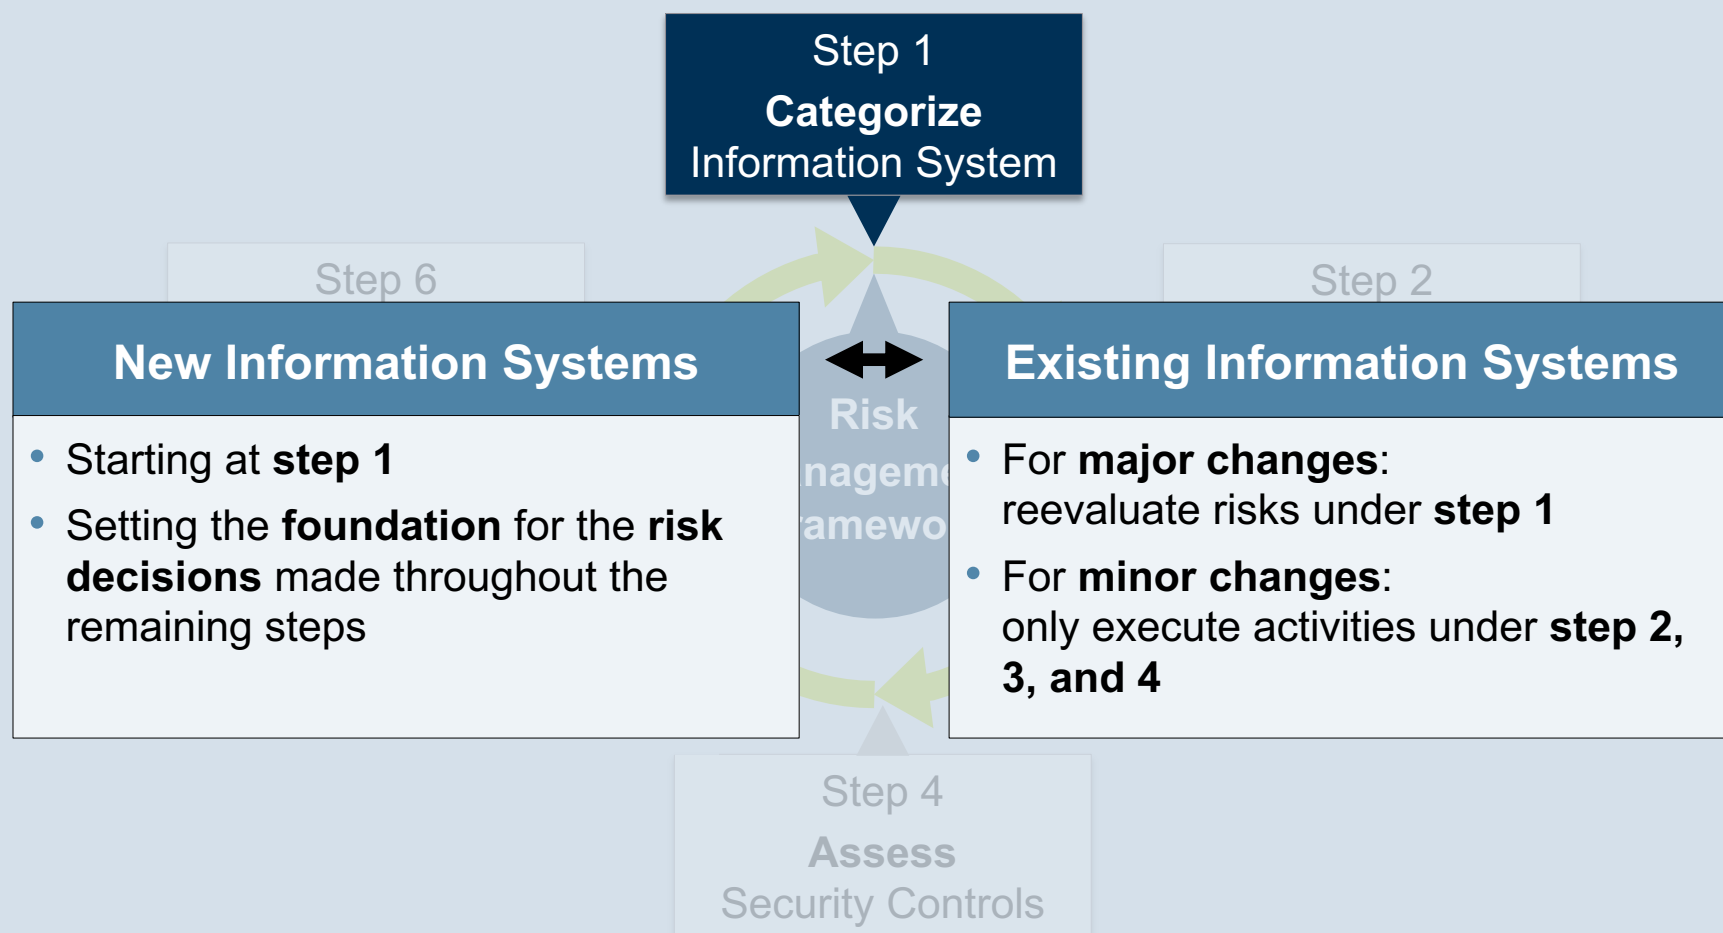 Step 1
Categorize
Information System
Step 6
Step 2
New Information Systems
• Starting at step 1
• Setting the foundation for the risk
decisions made throughout the
remaining steps
Risk
Existing Information Systems
• For major changes:
reevaluate risks under step 1
• For minor changes:
only execute activities under step 2,
3, and 4
Step 4
Assess
Security Controls